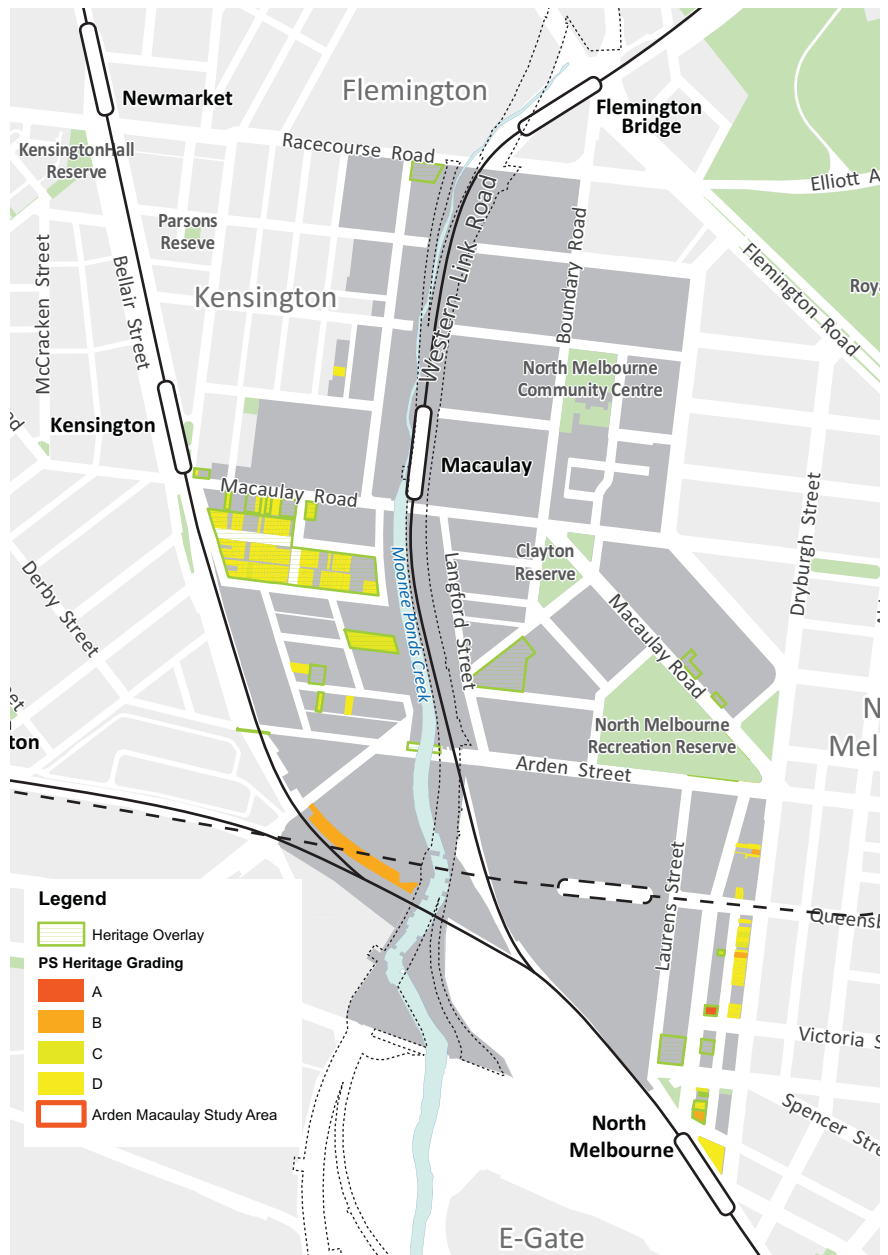 Newmarket
Flemington
Flemington
Bridge
Racecourse Road
KensingtonHall
Reserve
Elliott A
Parsons
Reseve
McCracken Street
Bellair Street
Kensington
Western Link Road
Boundary Road
Flemington Road
Roya
North Melbourne
Community Centre
Kensington
Macaulay
Macaulay Road
Dryburgh Street
Derby Street
Moonee Ponds Creek
Langford Street
Clayton
Reserve
Macaulay Road
North Melbourne
Recreation Reserve
N
Mel
ton
Arden Street
Laurens Street
Queensb
Legend
Heritage Overlay
PS Heritage Grading
A
B
C
D
Arden Macaulay Study Area
Victoria S
Spencer Stre
North
Melbourne
E-Gate